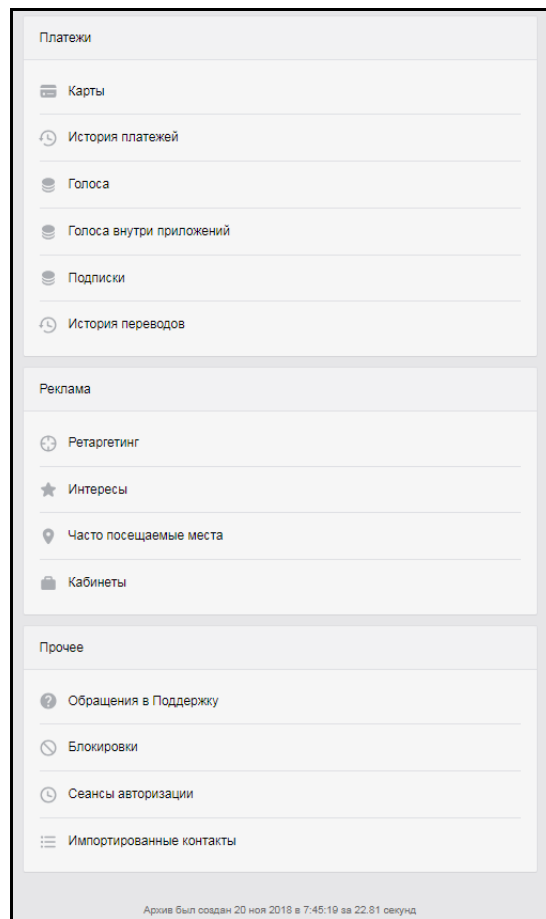 Платежи
Карты
История платежей
Голоса
Голоса внутри приложений
Подписки
История переводов
Реклама
Ретаргетинг
Интересы
Часто посещаемые места
Кабинеты
Прочее
Обращения в Поддержку
Блокировки
Сеансы авторизации
Импортированные контакты
Архив был создан 20 ноя 2018 в 7:45:19 за 22.81 секунд